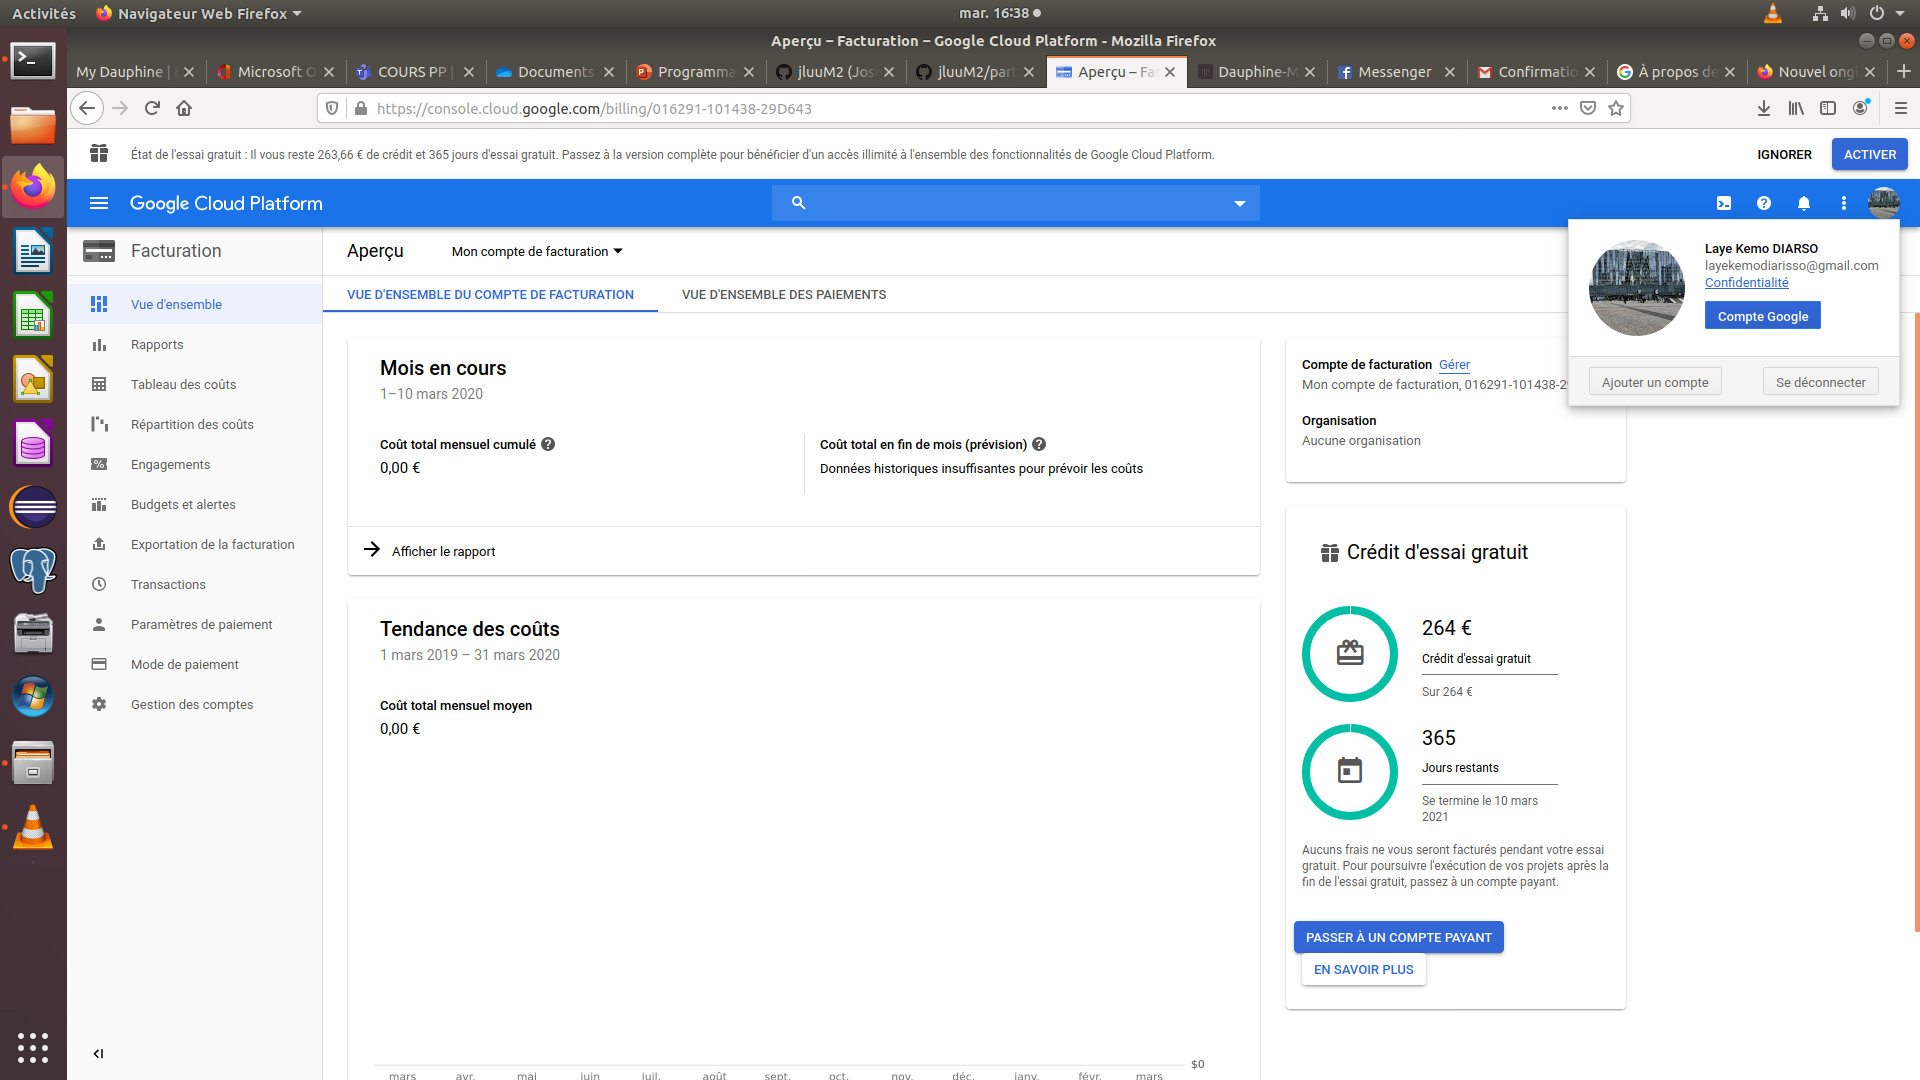 Activités
Navigateur Web Firefox
mar. 16:38
Aperçu – Facturation – Google Cloud Platform - Mozilla Firefox
My Dauphine |
Microsoft O
COURS PP |
Documents
Programma
jluuM2 (Jos
jluuM2/part
Aperçu – Fac
Dauphine-M
Messenger
Confirmatio
À propos de
Nouvel ong
https://console.cloud.google.com/billing/016291-101438-29D643
État de l'essai gratuit : Il vous reste 263,66 € de crédit et 365 jours d'essai gratuit. Passez à la version complète pour bénéficier d'un accès illimité à l'ensemble des fonctionnalités de Google Cloud Platform.
IGNORER
ACTIVER
Google Cloud Platform
Facturation
Aperçu
Mon compte de facturation
Laye Kemo DIARSO
layekemodiarisso@gmail.com
Confidentialité
Compte Google
Ajouter un compte
Se déconnecter
Vue d'ensemble
Rapports
Tableau des coûts
Répartition des coûts
Engagements
Budgets et alertes
Exportation de la facturation
Transactions
Paramètres de paiement
Mode de paiement
Gestion des comptes
VUE D'ENSEMBLE DU COMPTE DE FACTURATION
VUE D'ENSEMBLE DES PAIEMENTS
Mois en cours
1–10 mars 2020
Coût total mensuel cumulé
0,00 €
Coût total en fin de mois (prévision)
Données historiques insuffisantes pour prévoir les coûts
Afficher le rapport
Tendance des coûts
1 mars 2019 – 31 mars 2020
Coût total mensuel moyen
0,00 €
$0
mars avr. mai juin juil. août sept. oct. nov. déc. janv. févr. mars
Compte de facturation Gérer
Mon compte de facturation, 016291-101438-2
Organisation
Aucune organisation
Crédit d'essai gratuit
264 €
Crédit d'essai gratuit
Sur 264 €
365
Jours restants
Se termine le 10 mars
2021
Aucuns frais ne vous seront facturés pendant votre essai
gratuit. Pour poursuivre l'exécution de vos projets après la
fin de l'essai gratuit, passez à un compte payant.
PASSER À UN COMPTE PAYANT
EN SAVOIR PLUS